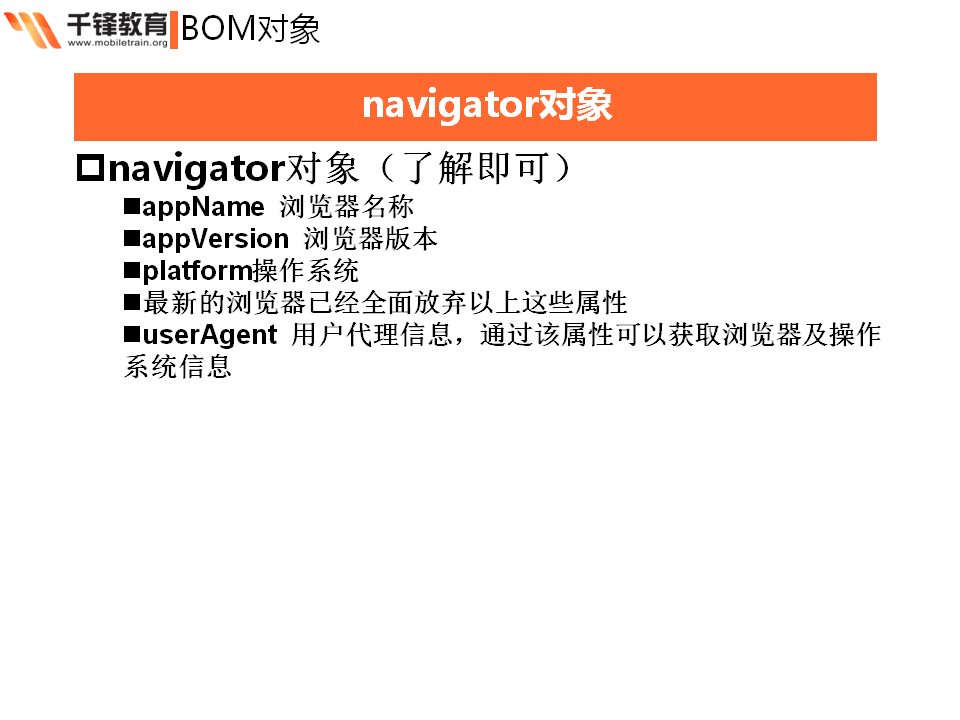 千锋教育
www.mobiletrain.org
BOM对象
navigator对象
navigator对象（了解即可）
appName 浏览器名称
appVersion 浏览器版本
platform操作系统
最新的浏览器已经全面放弃以上这些属性
userAgent 用户代理信息，通过该属性可以获取浏览器及操作
系统信息